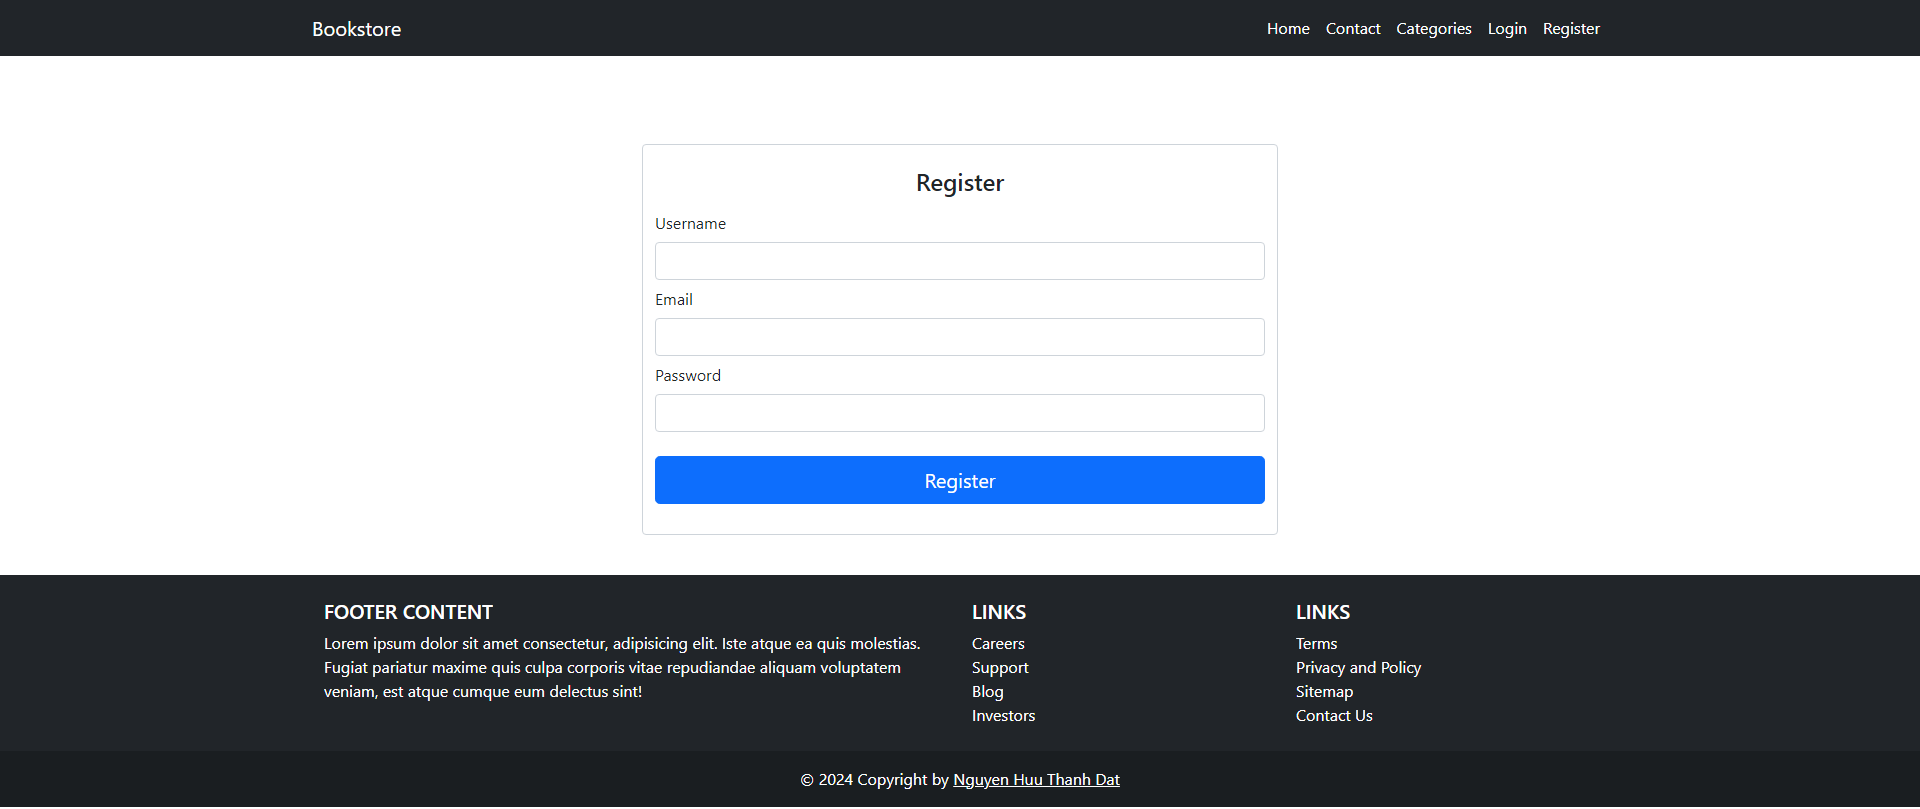 Bookstore
Home Contact Categories Login Register
Register
Username
Email
Password
Register
FOOTER CONTENT
Lorem ipsum dolor sit amet consectetur, adipisicing elit. Iste atque ea quis molestias.
Fugiat pariatur maxime quis culpa corporis vitae repudiandae aliquam voluptatem
veniam, est atque cumque eum delectus sint!
LINKS
Careers
Support
Blog
Investors
LINKS
Terms
Privacy and Policy
Sitemap
Contact Us
© 2024 Copyright by Nguyen Huu Thanh Dat